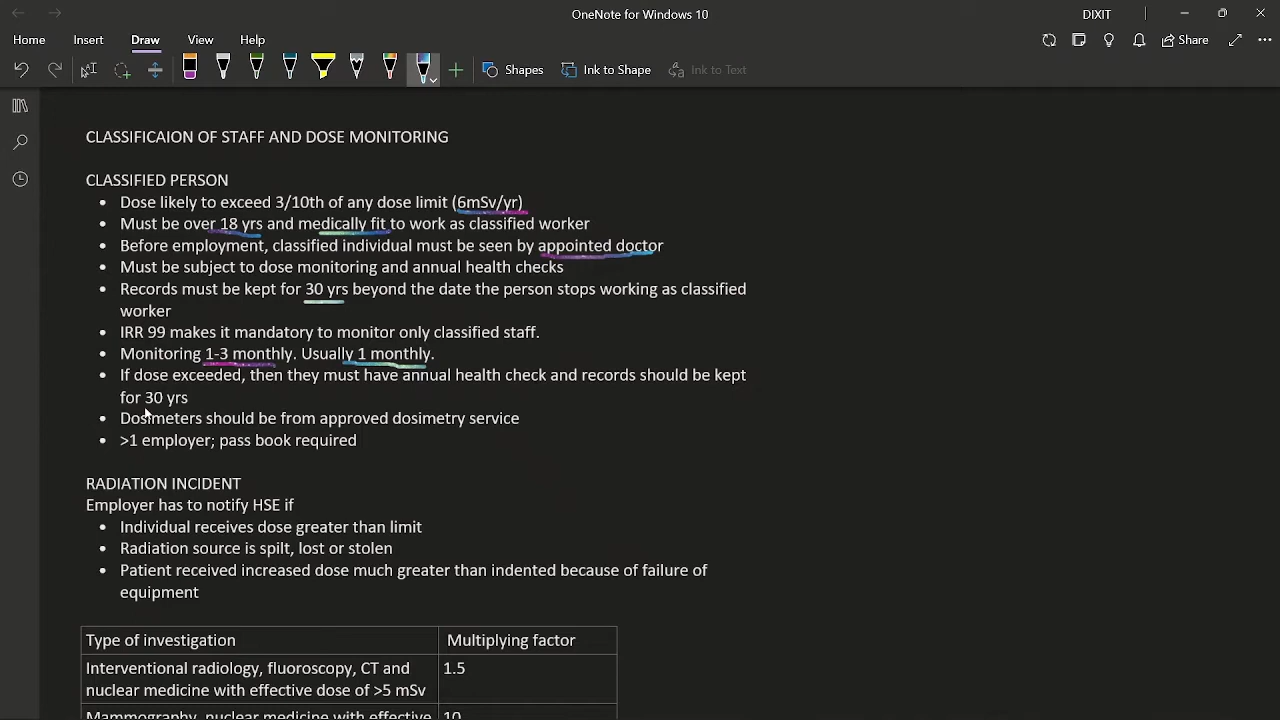 OneNote for Windows 10
DIXIT
Home Insert Draw View Help
Share
Shapes Ink to Shape Ink to Text
CLASSIFICAION OF STAFF AND DOSE MONITORING
CLASSIFIED PERSON
• Dose likely to exceed 3/10th of any dose limit (6mSv/yr)
• Must be over 18 yrs and medically fit to work as classified worker
• Before employment, classified individual must be seen by appointed doctor
• Must be subject to dose monitoring and annual health checks
• Records must be kept for 30 yrs beyond the date the person stops working as classified
worker
• IRR 99 makes it mandatory to monitor only classified staff.
• Monitoring 1-3 monthly. Usually 1 monthly.
• If dose exceeded, then they must have annual health check and records should be kept
for 30 yrs
• Dosimeters should be from approved dosimetry service
• >1 employer; pass book required
RADIATION INCIDENT
Employer has to notify HSE if
• Individual receives dose greater than limit
• Radiation source is spilt, lost or stolen
• Patient received increased dose much greater than indented because of failure of
equipment
Type of investigation Multiplying factor
Interventional radiology, fluoroscopy, CT and 1.5
nuclear medicine with effective dose of >5 mSv
Mammography, nuclear medicine with effective 10